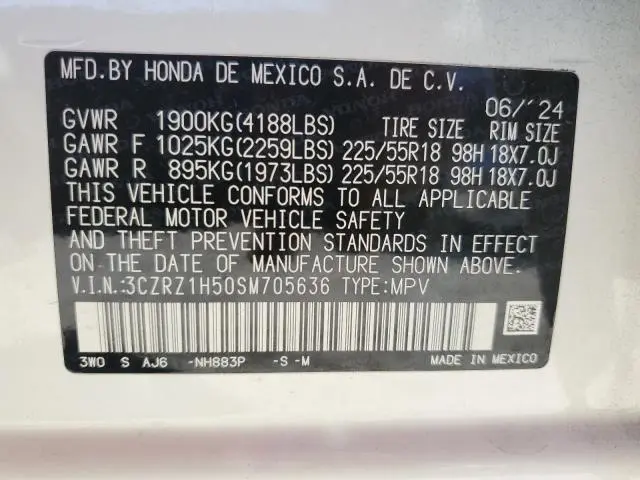 MFD.BY HONDA DE MEXICO S.A. DE C.V.
06/'24
GVWR 1900KG(4188LBS) TIRE SIZE RIM SIZE
GAWR F 1025KG(2259LBS) 225/55R18 98H 18X7.0J
GAWR R 895KG(1973LBS) 225/55R18 98H 18X7.0J
THIS VEHICLE CONFORMS TO ALL APPLICABLE
FEDERAL MOTOR VEHICLE SAFETY
AND THEFT PREVENTION STANDARDS IN EFFECT
ON THE DATE OF MANUFACTURE SHOWN ABOVE.
V.I.N.:3CZRZ1H50SM705636 TYPE:MPV
3W0 S AJ6 -NH883P -S -M MADE IN MEXICO